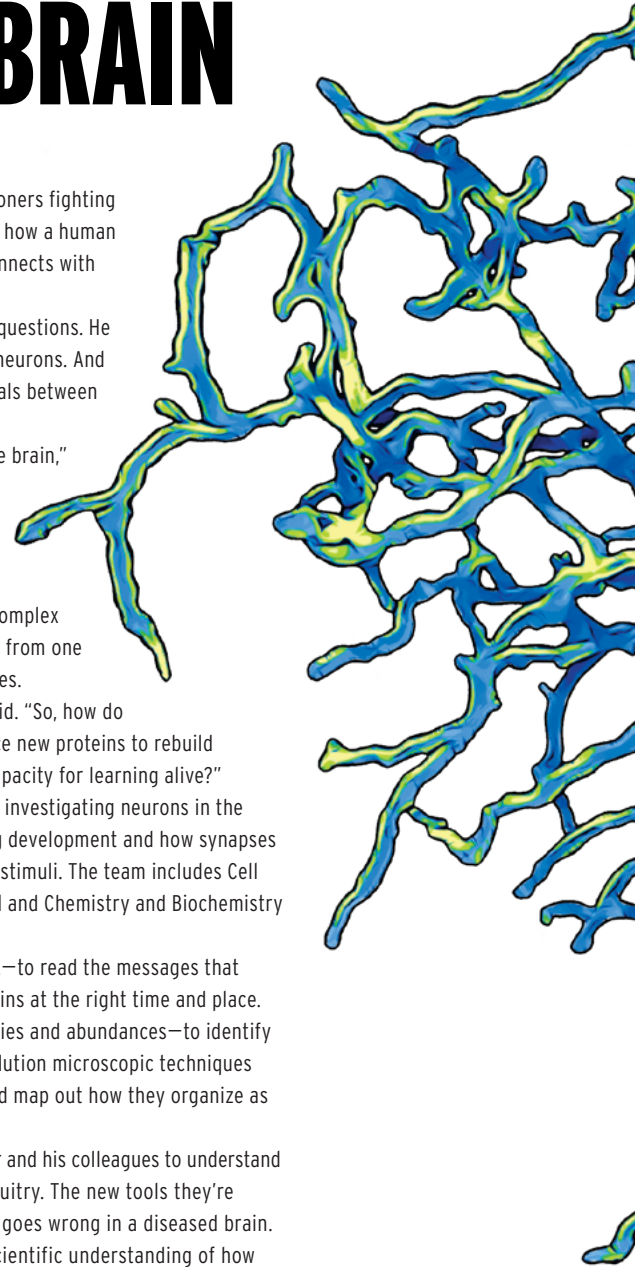 BRAIN
oners fighting
how a human
nnects with
questions. He
neurons. And
als between
e brain,”
omplex
from one
es.
id. “So, how do
ce new proteins to rebuild
pacity for learning alive?”
investigating neurons in the
g development and how synapses
stimuli. The team includes Cell
l and Chemistry and Biochemistry
—to read the messages that
ins at the right time and place.
ies and abundances—to identify
lution microscopic techniques
d map out how they organize as
r and his colleagues to understand
uitry. The new tools they’re
goes wrong in a diseased brain.
cientific understanding of how